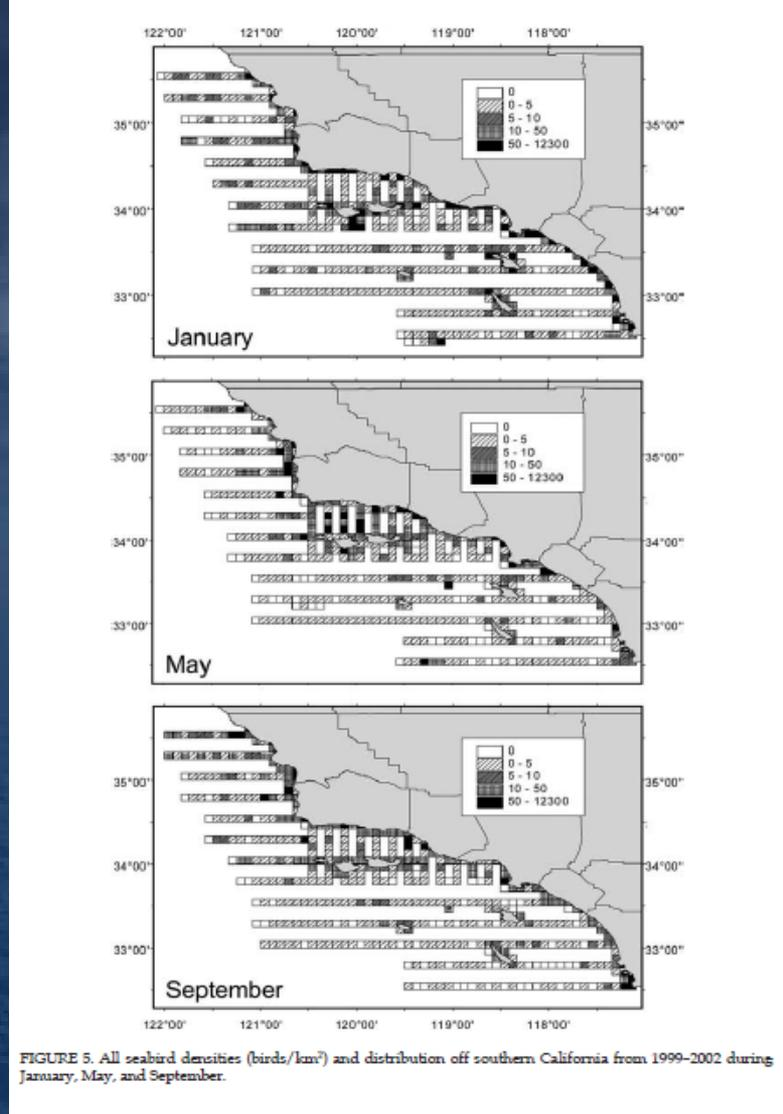 122°00' 121°00' 120°00' 119°00' 118°00'
0
0 - 5
5 - 10
10 - 50
50 - 12300
35°00' 35°00'
34°00' 34°00'
33°00' 33°00'
January
0
0 - 5
5 - 10
10 - 50
50 - 12300
35°00' 35°00'
34°00' 34°00'
33°00' 33°00'
May
0
0 - 5
5 - 10
10 - 50
50 - 12300
35°00' 35°00'
34°00' 34°00'
33°00' 33°00'
September
122°00' 121°00' 120°00' 119°00' 118°00'
FIGURE 5. All seabird densities (birds/km²) and distribution off southern California from 1999–2002 during
January, May, and September.